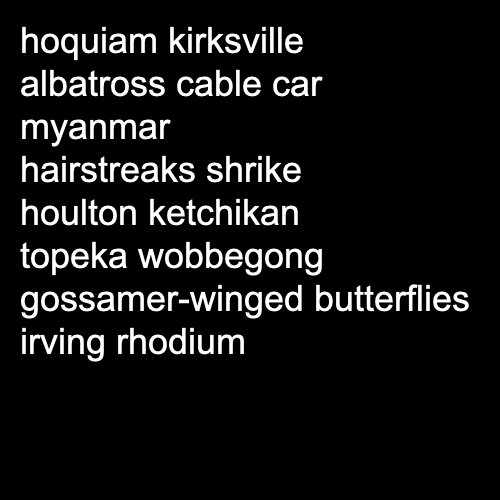 hoquiam kirksville
albatross cable car
myanmar
hairstreaks shrike
houlton ketchikan
topeka wobbegong
gossamer-winged butterflies
irving rhodium